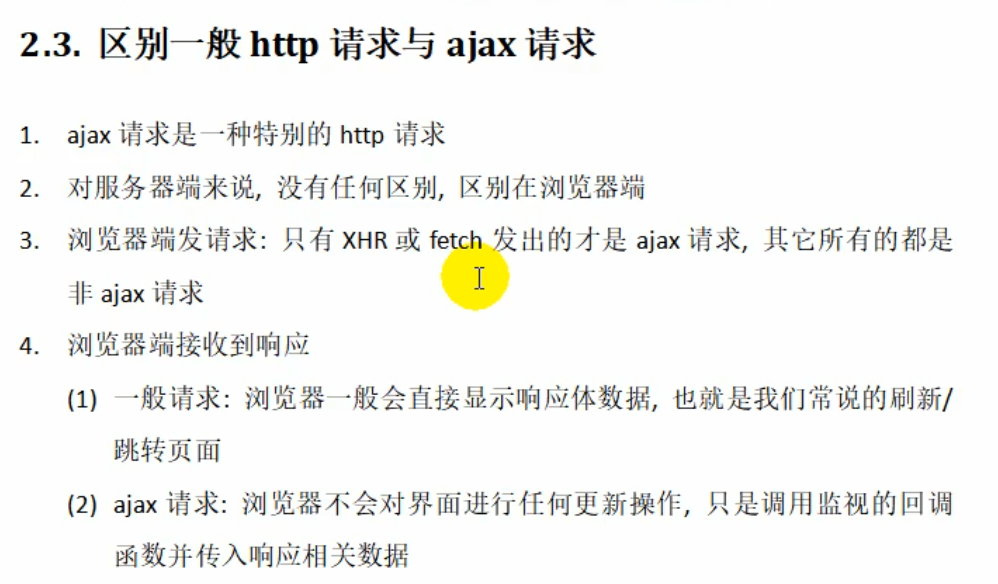 2.3. 区别一般 http 请求与 ajax 请求
1. ajax 请求是一种特别的 http 请求
2. 对服务器端来说, 没有任何区别, 区别在浏览器端
3. 浏览器端发请求: 只有 XHR 或 fetch 发出的才是 ajax 请求, 其它所有的都是
非 ajax 请求
4. 浏览器端接收到响应
(1) 一般请求: 浏览器一般会直接显示响应体数据, 也就是我们常说的刷新/
跳转页面
(2) ajax 请求: 浏览器不会对界面进行任何更新操作, 只是调用监视的回调
函数并传入响应相关数据